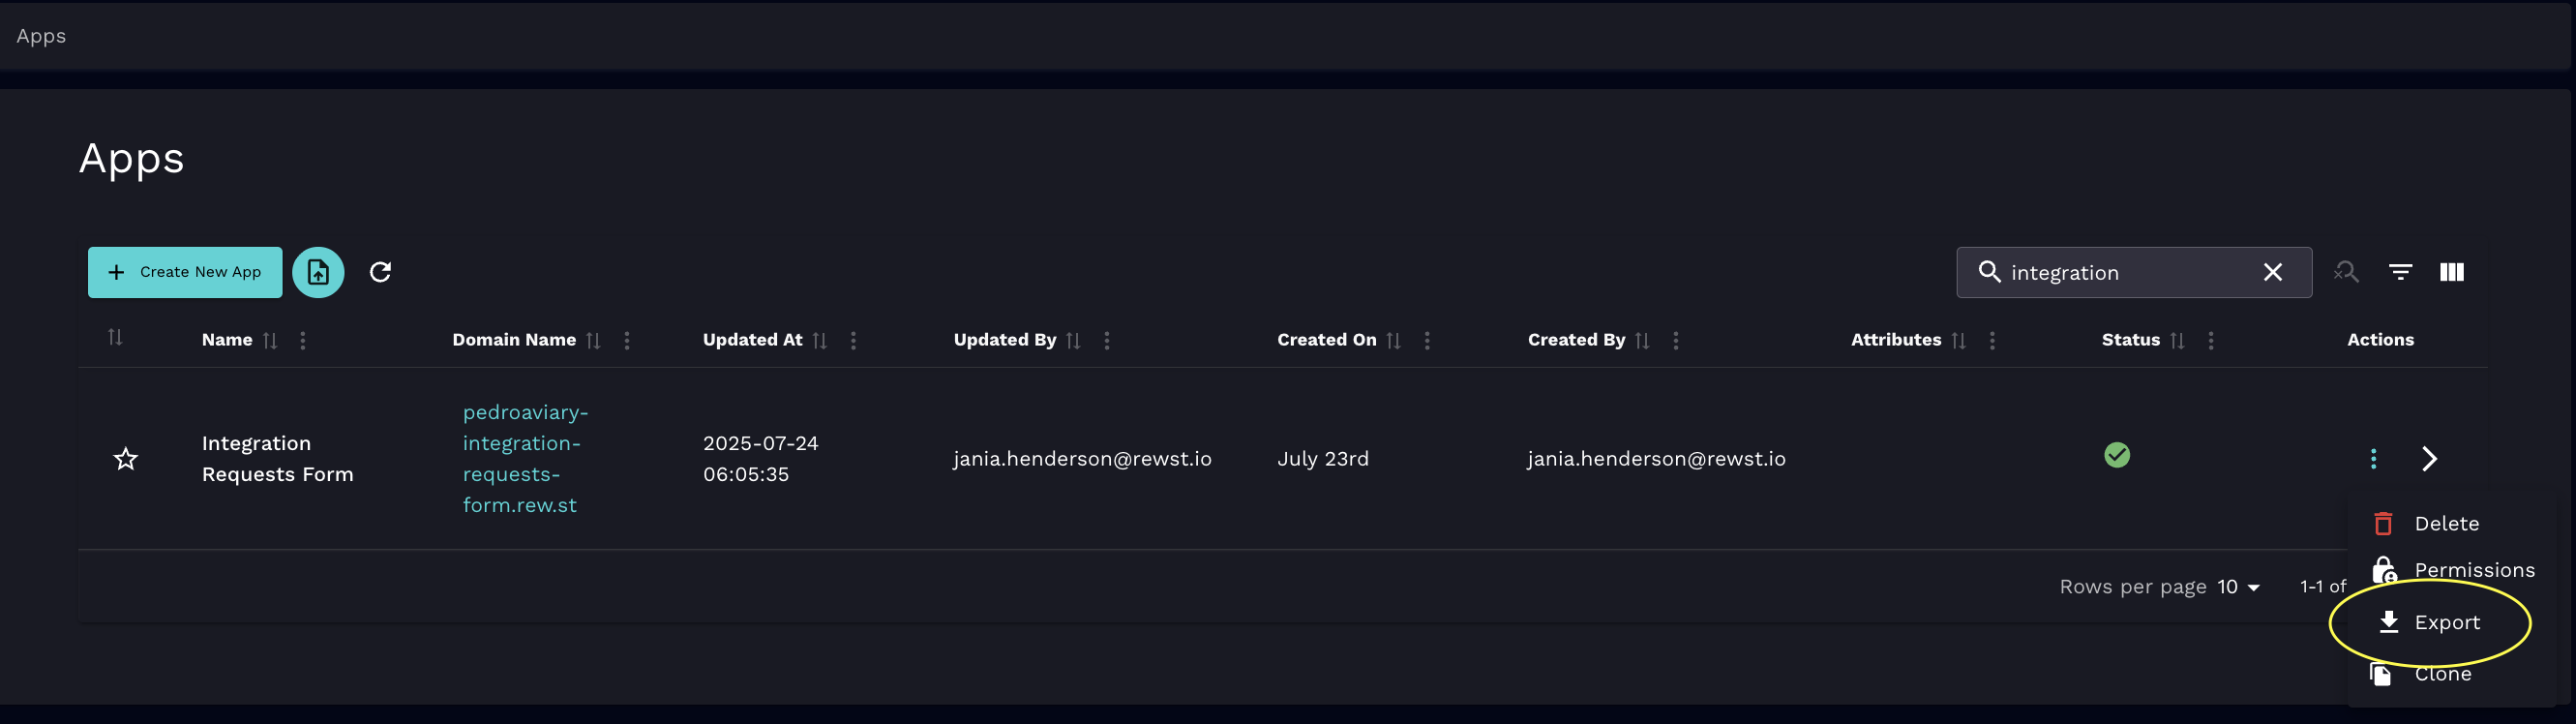 Apps
Apps
Create New App
integration
Name Domain Name Updated At Updated By Created On Created By Attributes Status Actions
pedroaviary-
Integration integration- 2025-07-24
jania.henderson@rewst.io July 23rd jania.henderson@rewst.io
Requests Form requests- 06:05:35
form.rew.st
Delete
Permissions
Rows per page 10 1-1 of
Export
Clone